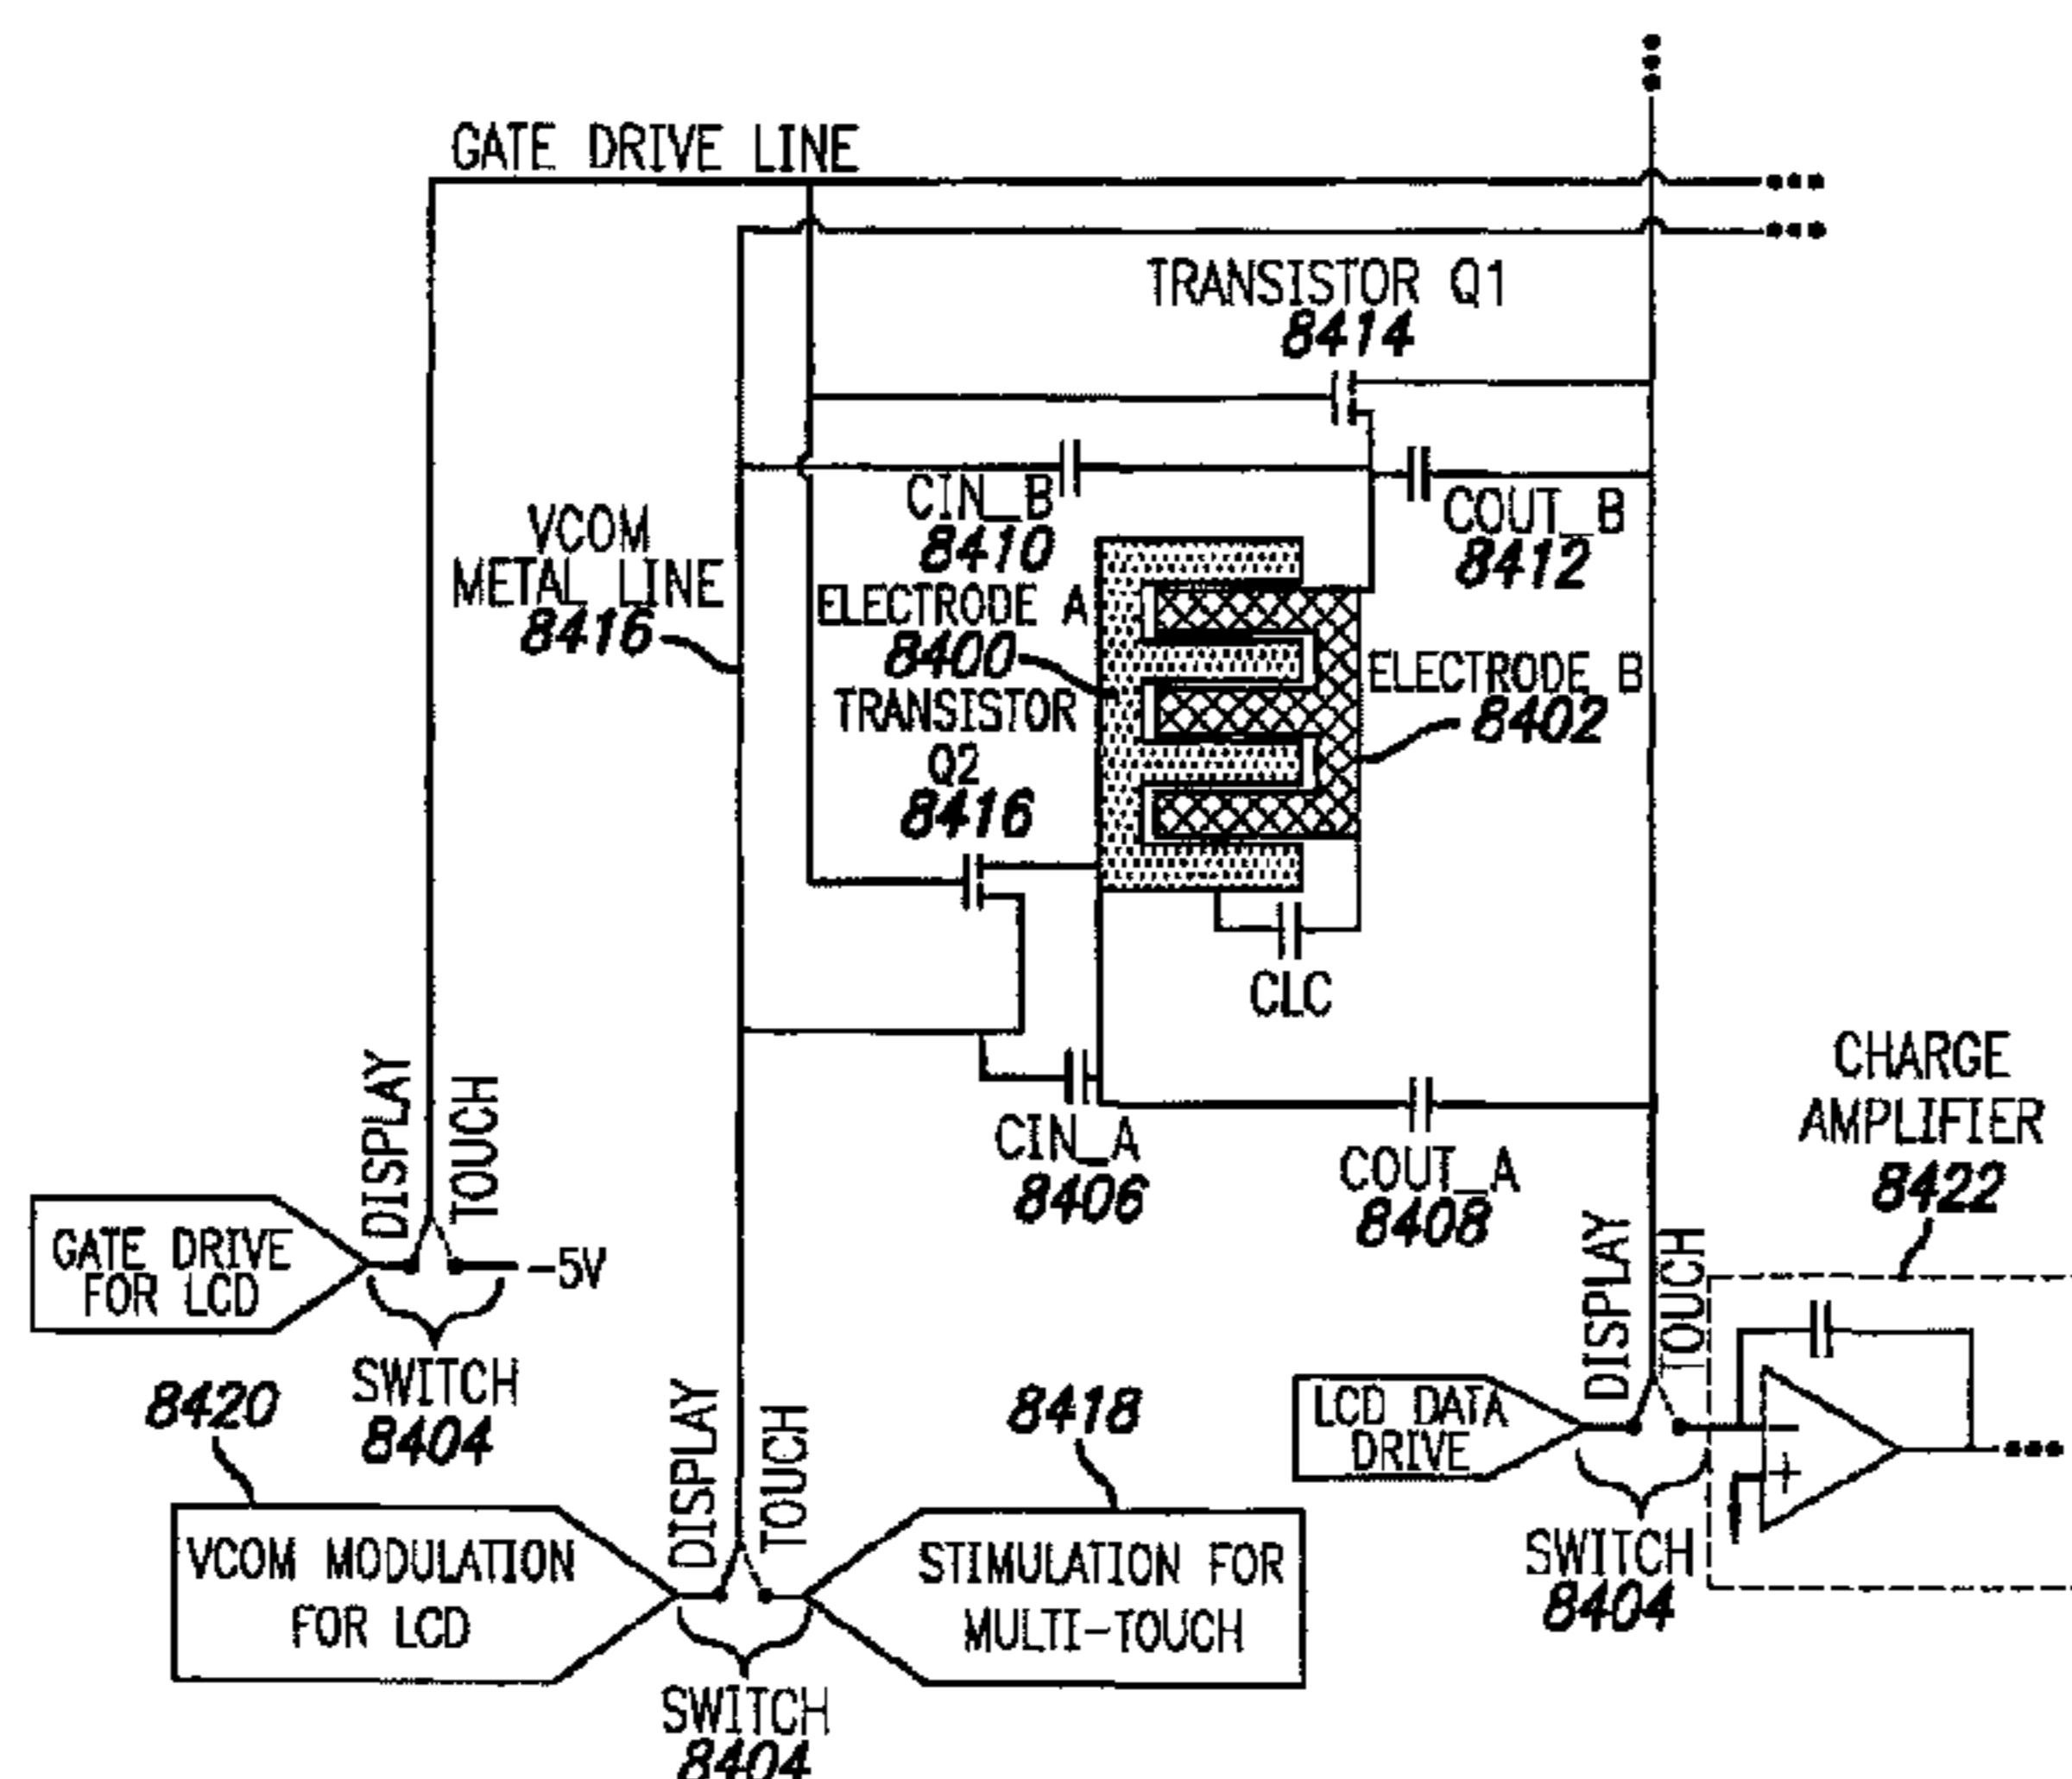 GATE DRIVE LINE
TRANSISTOR Q1
8414
CIN_B
8410
COUT_B
8412
VCOM
METAL LINE
8416
ELECTRODE A
8400
ELECTRODE B
8402
TRANSISTOR
Q2
8416
CLC
CIN_A
8406
COUT_A
8408
CHARGE
AMPLIFIER
8422
DISPLAY
TOUCH
GATE DRIVE
FOR LCD
-5V
SWITCH
8404
DISPLAY
TOUCH
LCD DATA
DRIVE
−
+
SWITCH
8404
8420
DISPLAY
TOUCH
8418
VCOM MODULATION
FOR LCD
STIMULATION FOR
MULTI-TOUCH
SWITCH
8404